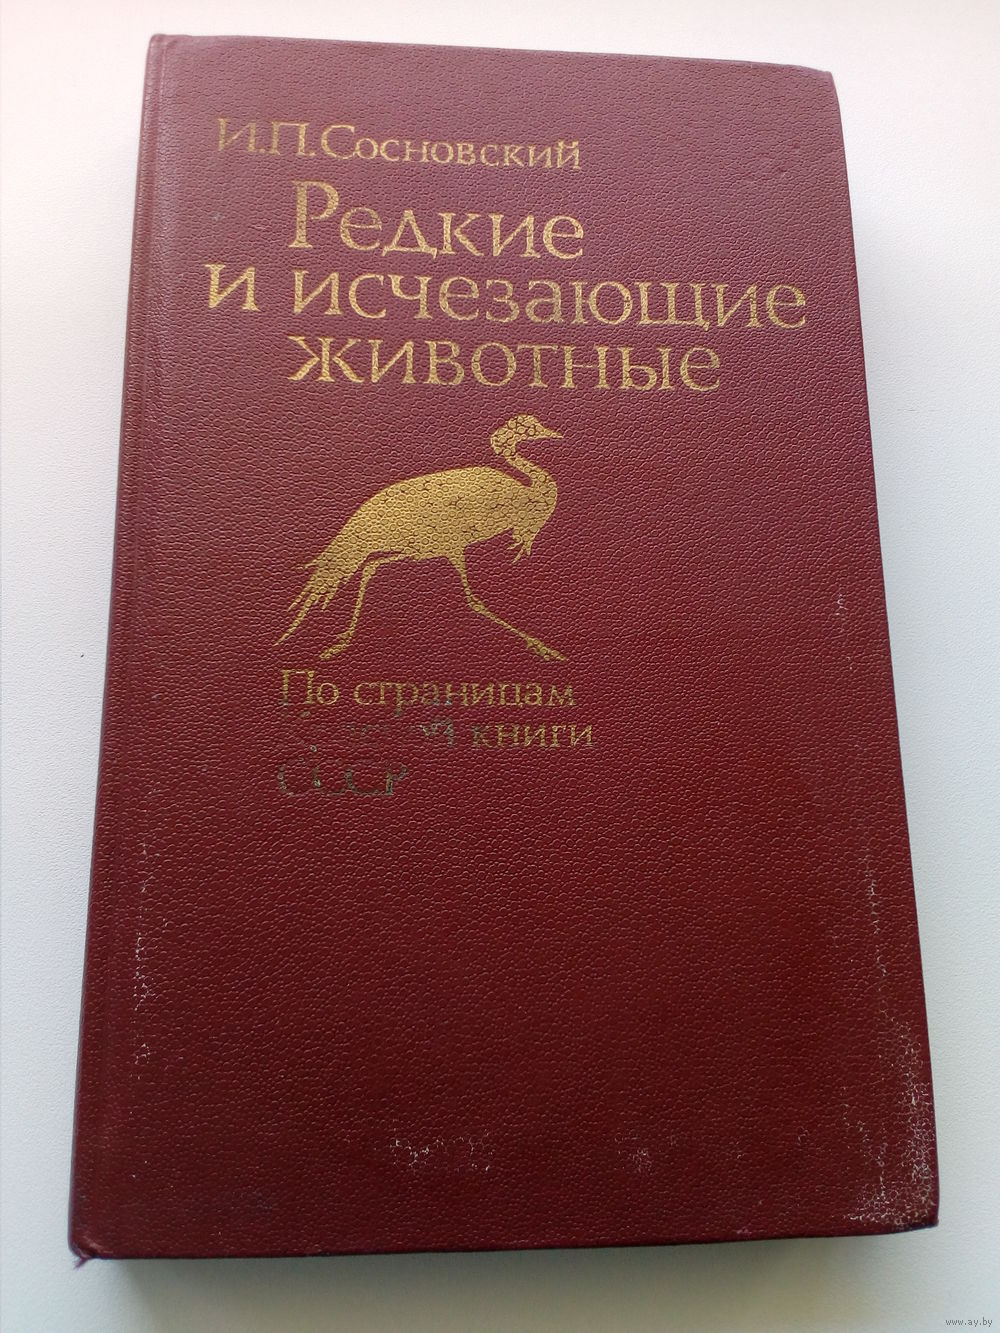 И.П.Сосновский
Редкие
и исчезающие
животные
По страницам
книги
СССР
www.ay.by